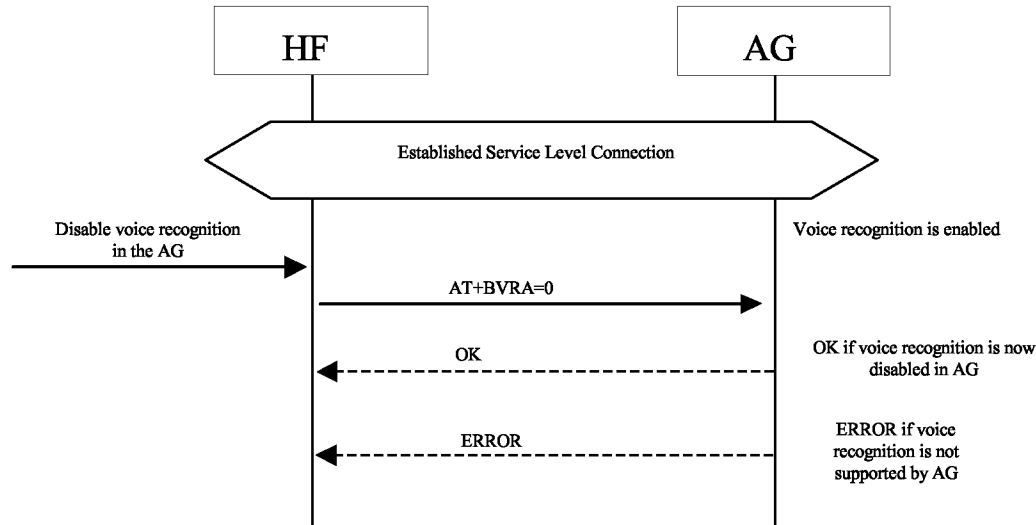 HF
AG
Established Service Level Connection
Disable voice recognition
in the AG
Voice recognition is enabled
AT+BVRA=0
OK
OK if voice recognition is now
disabled in AG
ERROR
ERROR if voice
recognition is not
supported by AG